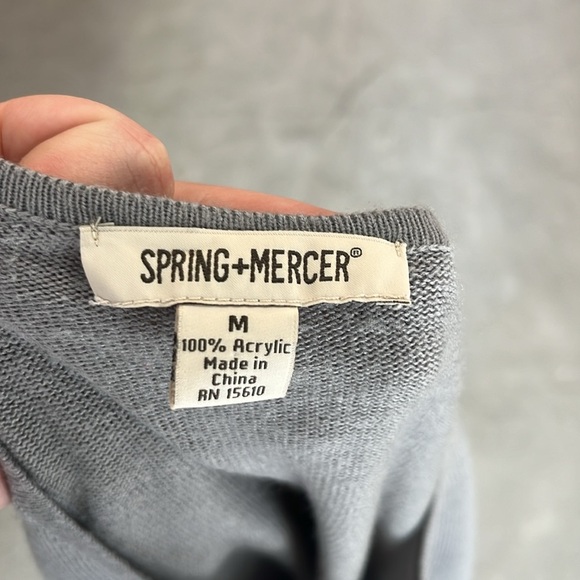 SPRING+MERCER®
M
100% Acrylic
Made in
China
RN 15610